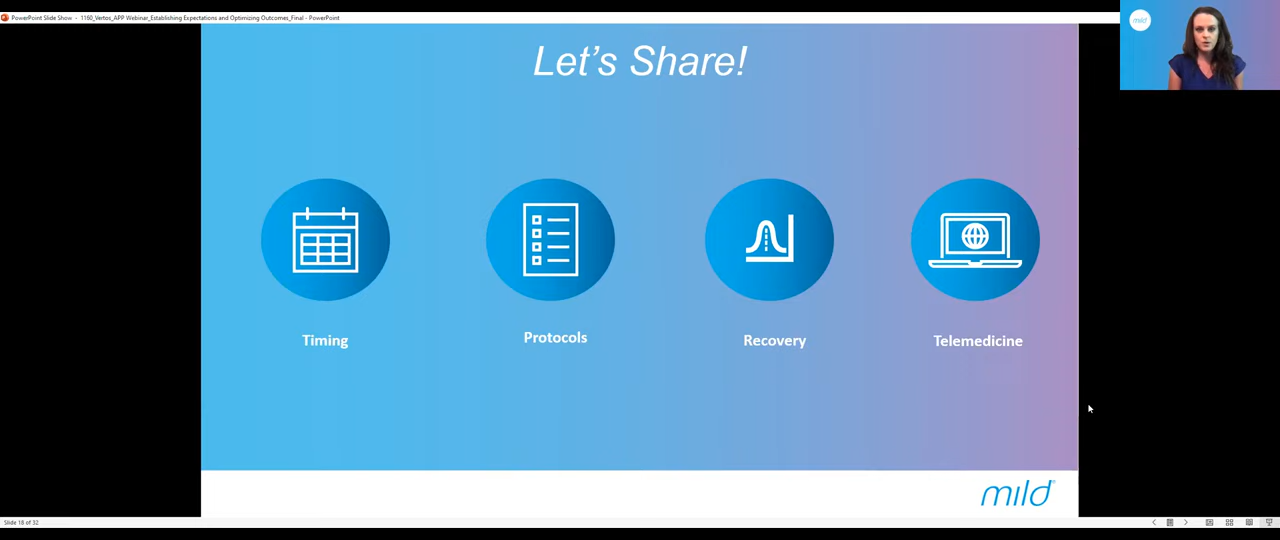 PowerPoint Slide Show - 1160_Vertos_APP Webinar_Establishing Expectations and Optimizing Outcomes_Final - PowerPoint
mild
Let's Share!
Timing
Protocols
Recovery
Telemedicine
mild®
Slide 18 of 32